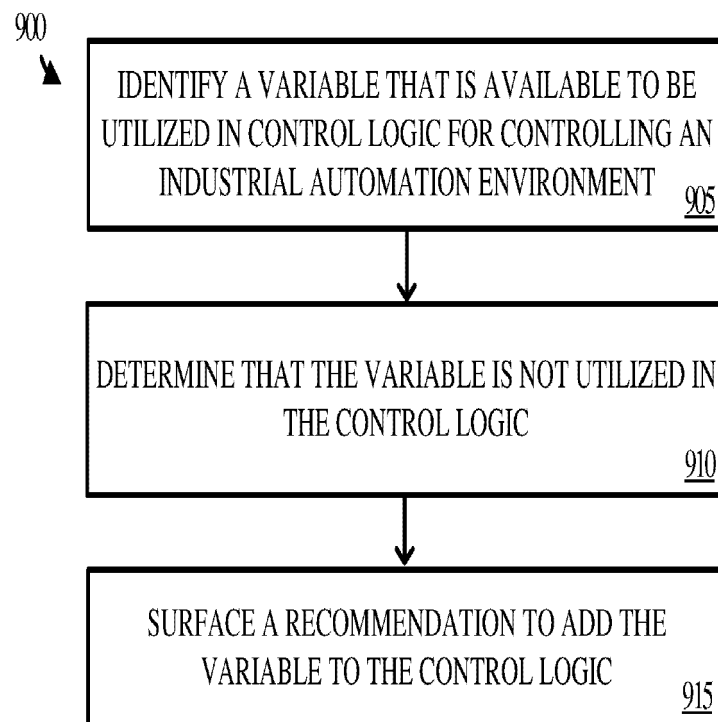 900
IDENTIFY A VARIABLE THAT IS AVAILABLE TO BE
UTILIZED IN CONTROL LOGIC FOR CONTROLLING AN
INDUSTRIAL AUTOMATION ENVIRONMENT
905
DETERMINE THAT THE VARIABLE IS NOT UTILIZED IN
THE CONTROL LOGIC
910
SURFACE A RECOMMENDATION TO ADD THE
VARIABLE TO THE CONTROL LOGIC
915